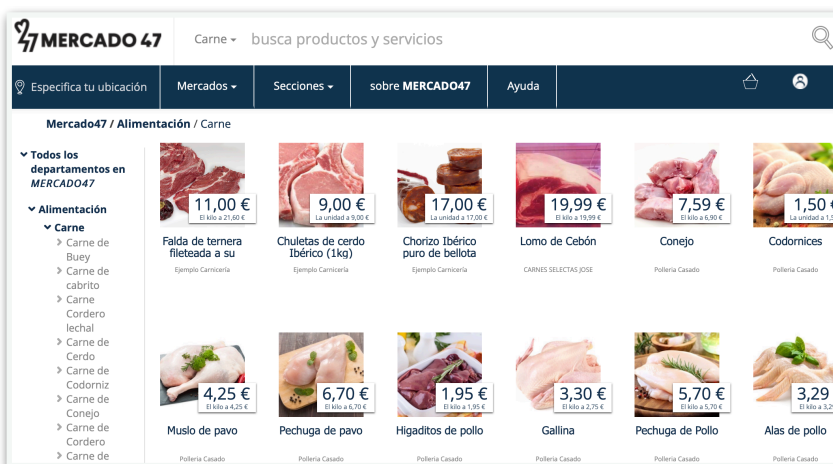 MERCADO 47
Carne
busca productos y servicios
Especifica tu ubicación
Mercados
Secciones
sobre MERCADO47
Ayuda
Mercado47 / Alimentación / Carne
Todos los
departamentos en
MERCADO47
Alimentación
Carne
Carne de
Buey
Carne de
cabrito
Carne
Cordero
lechal
Carne de
Cerdo
Carne de
Codorniz
Carne de
Conejo
Carne de
Cordero
Carne de
11,00 €
El kilo a 21,60 €
Falda de ternera
fileteada a su
Ejemplo Carnicería
9,00 €
La unidad a 9,00 €
Chuletas de cerdo
Ibérico (1kg)
Ejemplo Carnicería
17,00 €
La unidad a 17,00 €
Chorizo Ibérico
puro de bellota
Ejemplo Carnicería
19,99 €
El kilo a 19,99 €
Lomo de Cebón
CARNES SELECTAS JOSE
7,59 €
El kilo a 6,90 €
Conejo
Polleria Casado
1,50 €
La unidad a 1,5
Codornices
Polleria Casado
4,25 €
El kilo a 4,25 €
Muslo de pavo
Polleria Casado
6,70 €
El kilo a 6,70 €
Pechuga de pavo
Polleria Casado
1,95 €
El kilo a 1,95 €
Higaditos de pollo
Polleria Casado
3,30 €
El kilo a 2,75 €
Gallina
Polleria Casado
5,70 €
El kilo a 5,70 €
Pechuga de Pollo
Polleria Casado
3,29
El kilo a 3,29
Alas de pollo
Polleria Casado